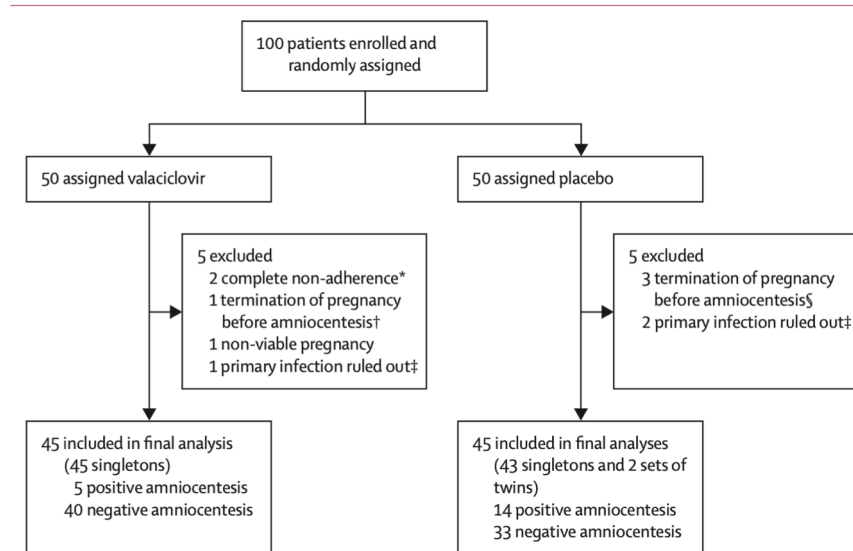 100 patients enrolled and
randomly assigned
50 assigned valaciclovir
50 assigned placebo
5 excluded
2 complete non-adherence*
1 termination of pregnancy
before amniocentesis†
1 non-viable pregnancy
1 primary infection ruled out‡
5 excluded
3 termination of pregnancy
before amniocentesis§
2 primary infection ruled out‡
45 included in final analysis
(45 singletons)
5 positive amniocentesis
40 negative amniocentesis
45 included in final analyses
(43 singletons and 2 sets of
twins)
14 positive amniocentesis
33 negative amniocentesis